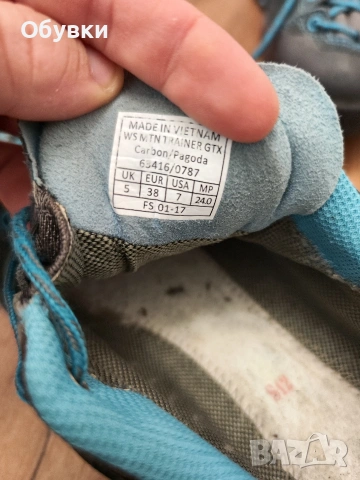 Обувки
MADE IN VIETNAM
WS MTN TRAINER GTX
Carbon/Pagoda
63416/0787
UK EUR USA MP
5 38 7 24.0
FS 01-17
BAZAR